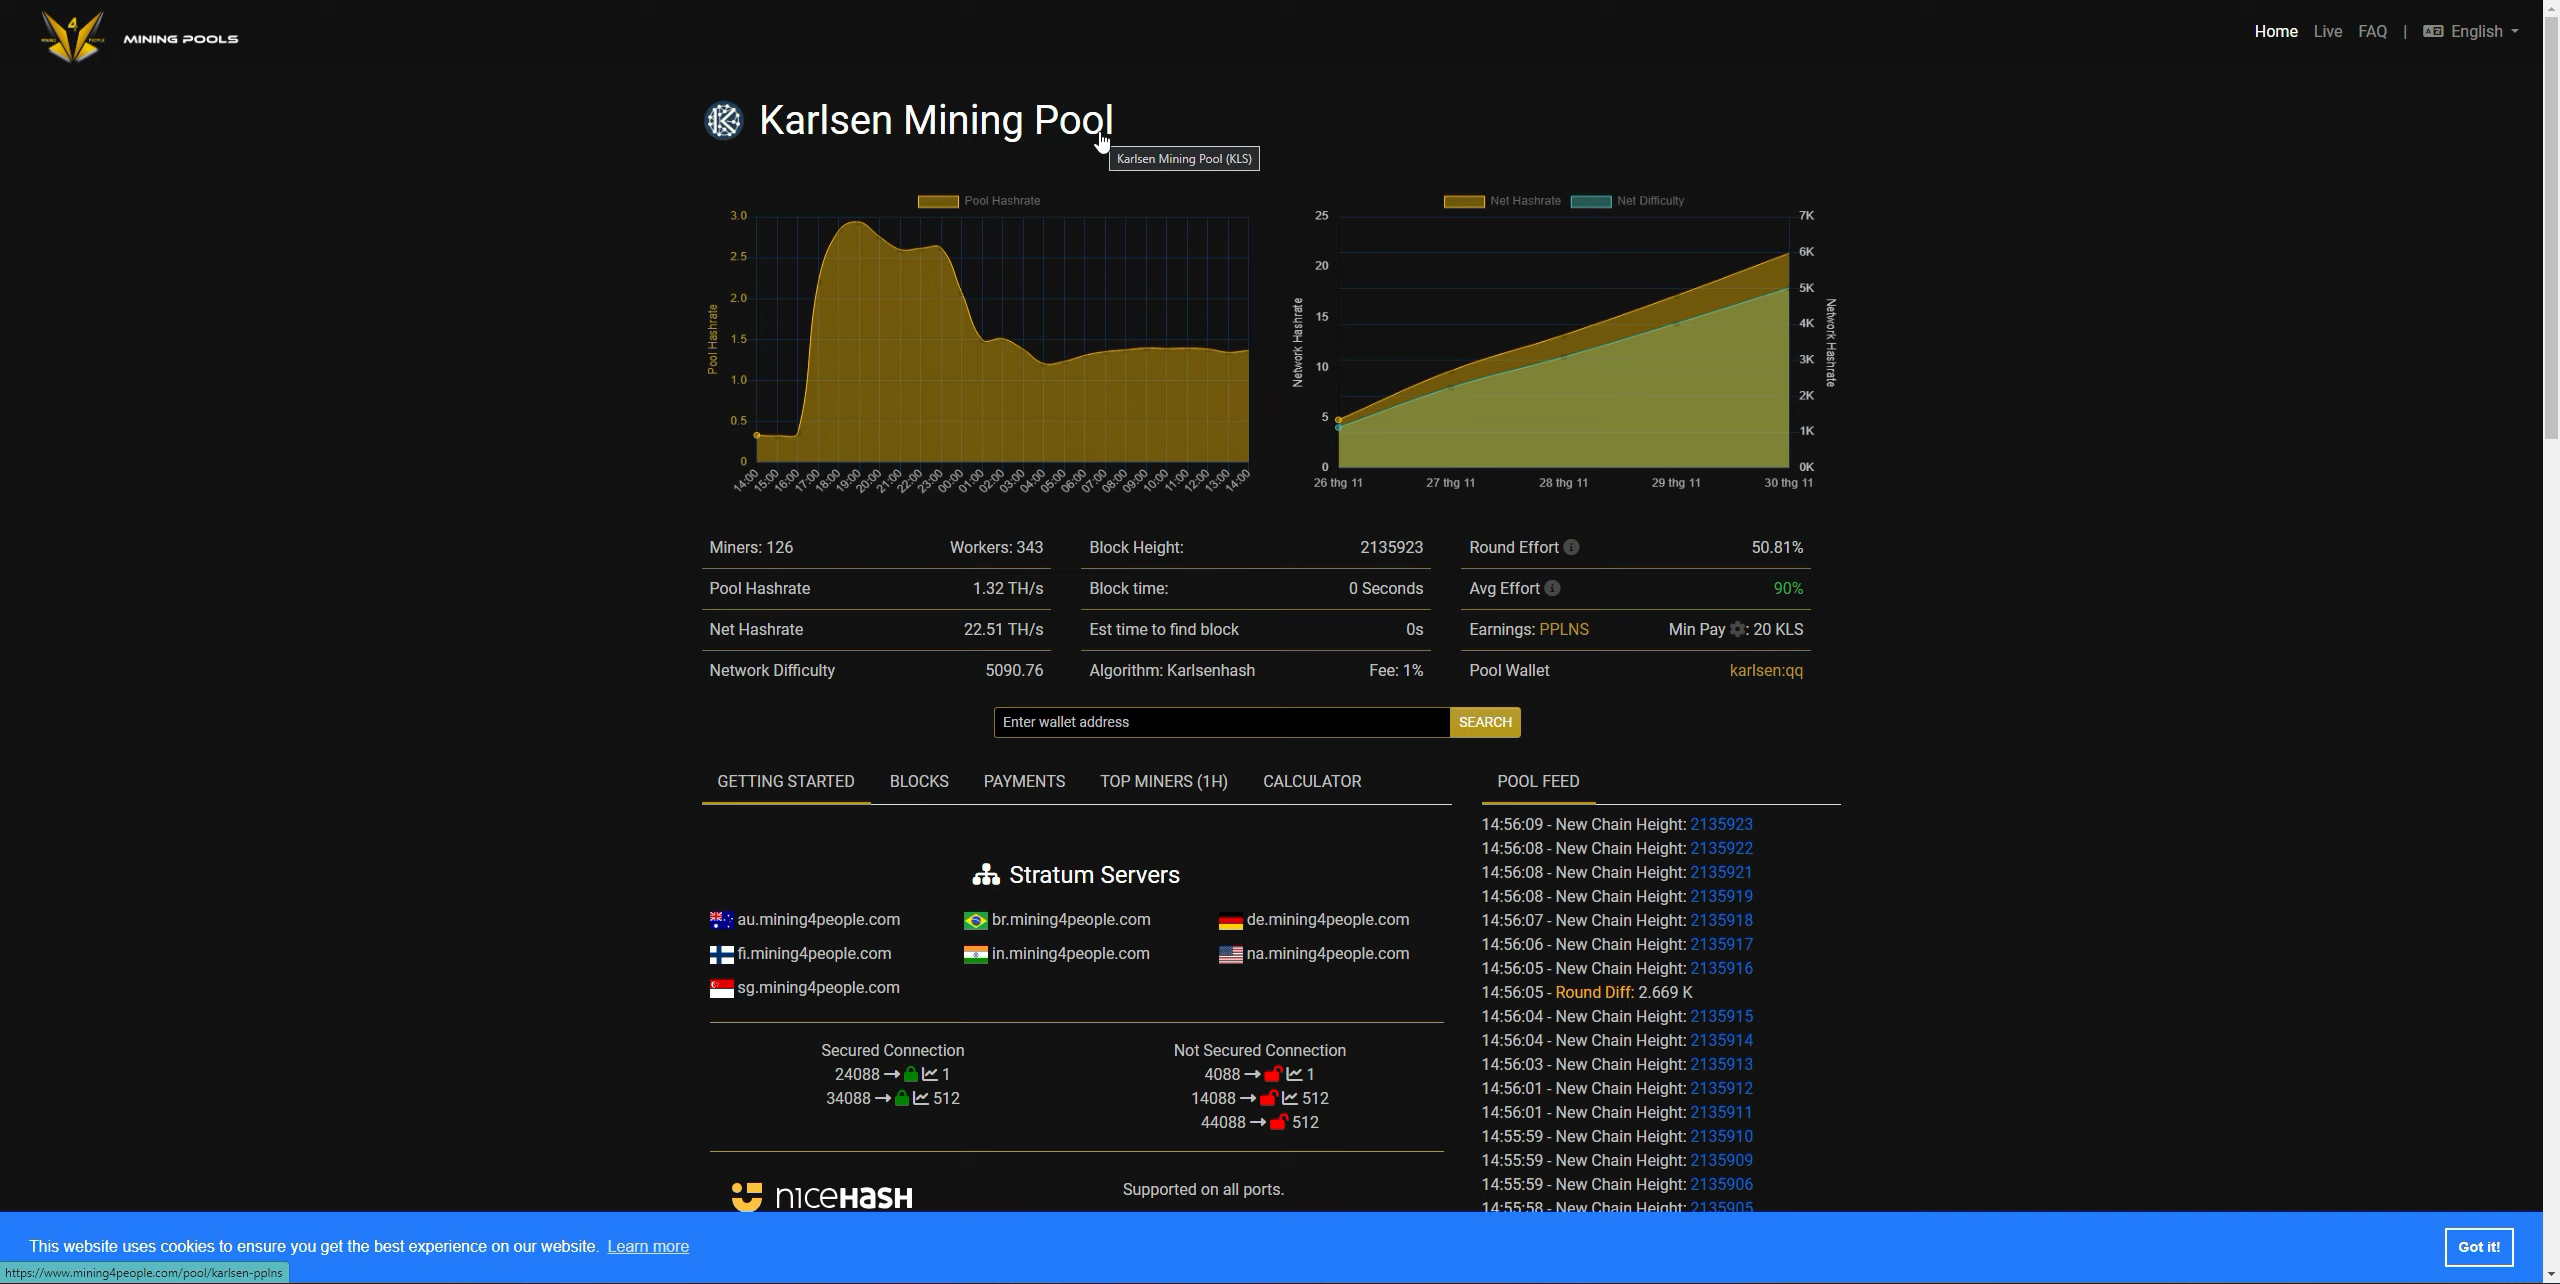 4
MINING PEOPLE
MINING POOLS
Home Live FAQ | English
Karlsen Mining Pool
Karlsen Mining Pool (KLS)
Pool Hashrate
3.0
2.5
2.0
1.5
1.0
0.5
0
Pool Hashrate
14:00 15:00 16:00 17:00 18:00 19:00 20:00 21:00 22:00 23:00 00:00 01:00 02:00 03:00 04:00 05:00 06:00 07:00 08:00 09:00 10:00 11:00 12:00 13:00 14:00
Net Hashrate Net Difficulty
25
20
15
10
5
0
Network Hashrate
7K
6K
5K
4K
3K
2K
1K
0K
Network Hashrate
26 thg 11 27 thg 11 28 thg 11 29 thg 11 30 thg 11
Miners: 126 Workers: 343
Pool Hashrate 1.32 TH/s
Net Hashrate 22.51 TH/s
Network Difficulty 5090.76
Block Height: 2135923
Block time: 0 Seconds
Est time to find block 0s
Algorithm: Karlsenhash Fee: 1%
Round Effort 50.81%
Avg Effort 90%
Earnings: PPLNS Min Pay : 20 KLS
Pool Wallet karlsen:qq
Enter wallet address SEARCH
GETTING STARTED BLOCKS PAYMENTS TOP MINERS (1H) CALCULATOR
Stratum Servers
au.mining4people.com br.mining4people.com de.mining4people.com
fi.mining4people.com in.mining4people.com na.mining4people.com
sg.mining4people.com
Secured Connection
24088 → 1
34088 → 512
Not Secured Connection
4088 → 1
14088 → 512
44088 → 512
nicehash
Supported on all ports.
POOL FEED
14:56:09 - New Chain Height: 2135923
14:56:08 - New Chain Height: 2135922
14:56:08 - New Chain Height: 2135921
14:56:08 - New Chain Height: 2135919
14:56:07 - New Chain Height: 2135918
14:56:06 - New Chain Height: 2135917
14:56:05 - New Chain Height: 2135916
14:56:05 - Round Diff: 2.669 K
14:56:04 - New Chain Height: 2135915
14:56:04 - New Chain Height: 2135914
14:56:03 - New Chain Height: 2135913
14:56:01 - New Chain Height: 2135912
14:56:01 - New Chain Height: 2135911
14:55:59 - New Chain Height: 2135910
14:55:59 - New Chain Height: 2135909
14:55:59 - New Chain Height: 2135906
14:55:58 - New Chain Height: 2135905
This website uses cookies to ensure you get the best experience on our website. Learn more
Got it!
https://www.mining4people.com/pool/karlsen-pplns